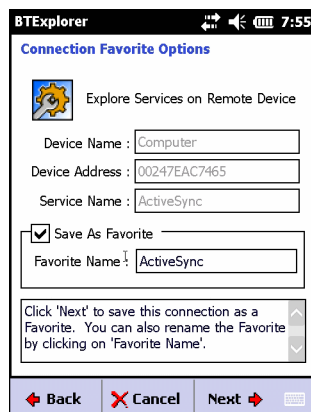 BTExplorer 7:55
Connection Favorite Options
Explore Services on Remote Device
Device Name : Computer
Device Address : 00247EAC7465
Service Name : ActiveSync
Save As Favorite
Favorite Name : ActiveSync
Click 'Next' to save this connection as a
Favorite. You can also rename the Favorite
by clicking on 'Favorite Name'.
Back Cancel Next